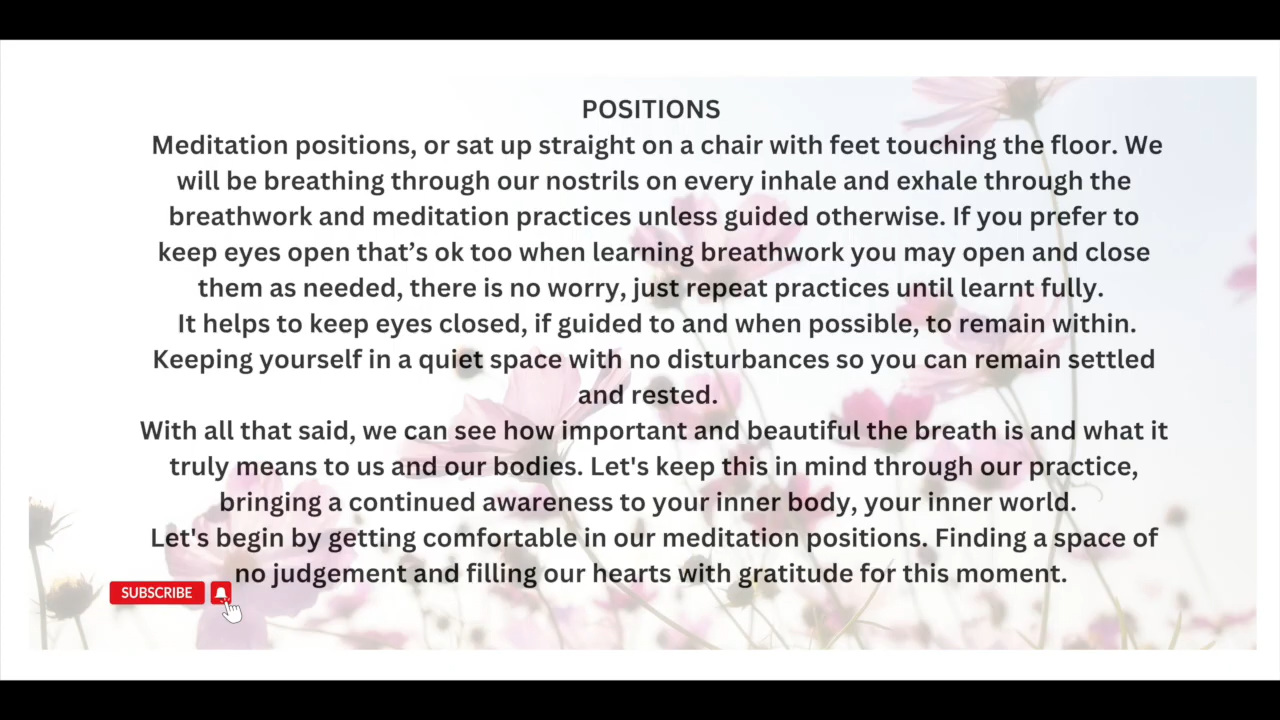 POSITIONS
Meditation positions, or sat up straight on a chair with feet touching the floor. We
will be breathing through our nostrils on every inhale and exhale through the
breathwork and meditation practices unless guided otherwise. If you prefer to
keep eyes open that’s ok too when learning breathwork you may open and close
them as needed, there is no worry, just repeat practices until learnt fully.
It helps to keep eyes closed, if guided to and when possible, to remain within.
Keeping yourself in a quiet space with no disturbances so you can remain settled
and rested.
With all that said, we can see how important and beautiful the breath is and what it
truly means to us and our bodies. Let's keep this in mind through our practice,
bringing a continued awareness to your inner body, your inner world.
Let's begin by getting comfortable in our meditation positions. Finding a space of
no judgement and filling our hearts with gratitude for this moment.
SUBSCRIBE